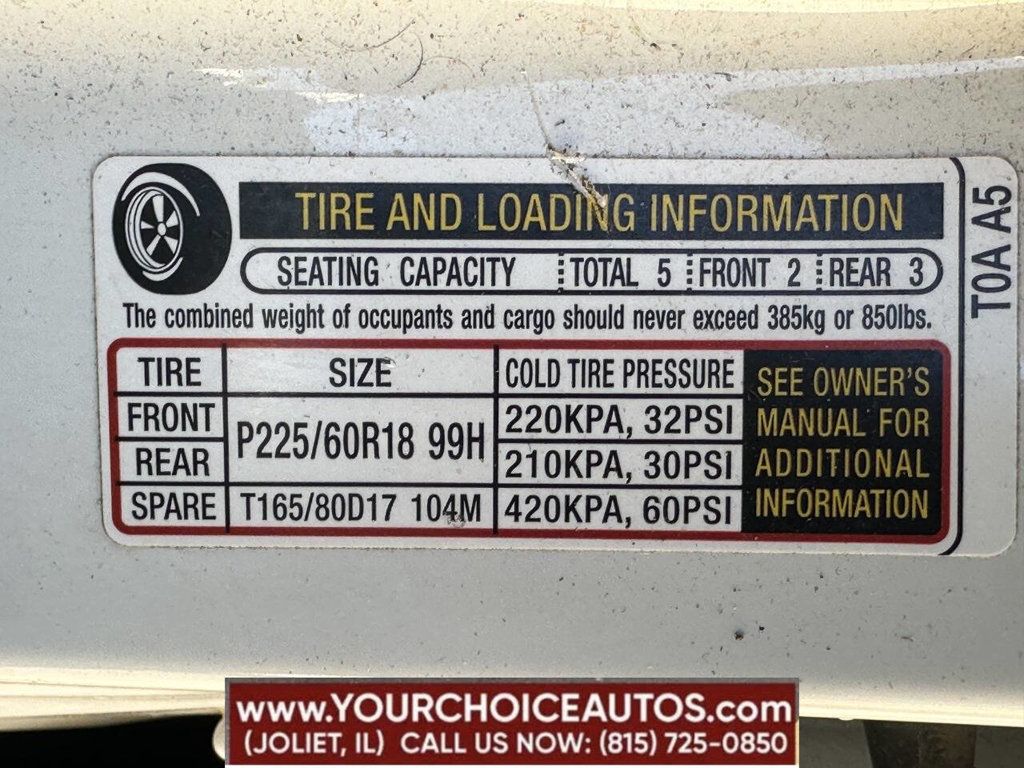 TIRE AND LOADING INFORMATION
SEATING CAPACITY TOTAL 5 FRONT 2 REAR 3
The combined weight of occupants and cargo should never exceed 385kg or 850lbs.
TIRE SIZE COLD TIRE PRESSURE
FRONT P225/60R18 99H 220KPA, 32PSI
REAR 210KPA, 30PSI
SPARE T165/80D17 104M 420KPA, 60PSI
SEE OWNER'S
MANUAL FOR
ADDITIONAL
INFORMATION
T0A A5
www.YOURCHOICEAUTOS.com
(JOLIET, IL) CALL US NOW: (815) 725-0850